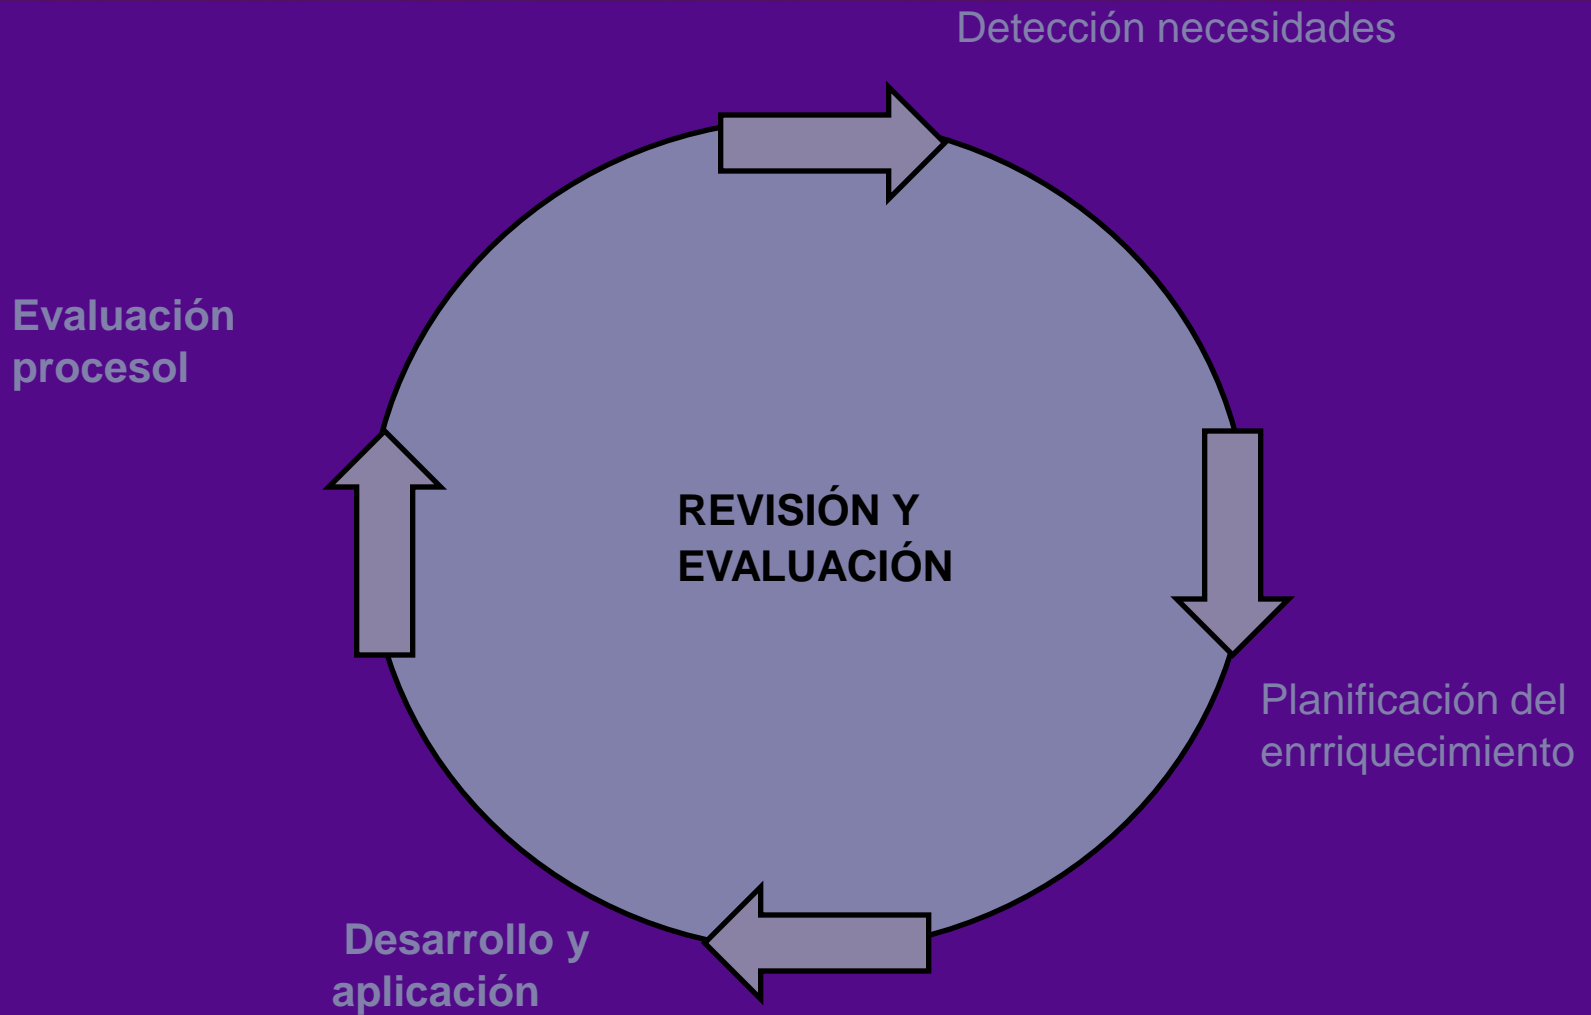 Detección necesidades
Evaluación
procesol
REVISIÓN Y
EVALUACIÓN
Planificación del
enrriquecimiento
Desarrollo y
aplicación